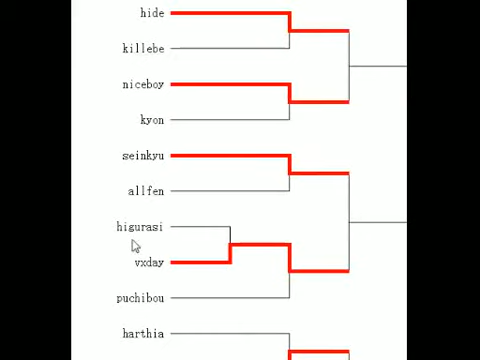 hide
killebe
niceboy
kyon
seinkyu
allfen
higurasi
vxday
puchibou
harthia